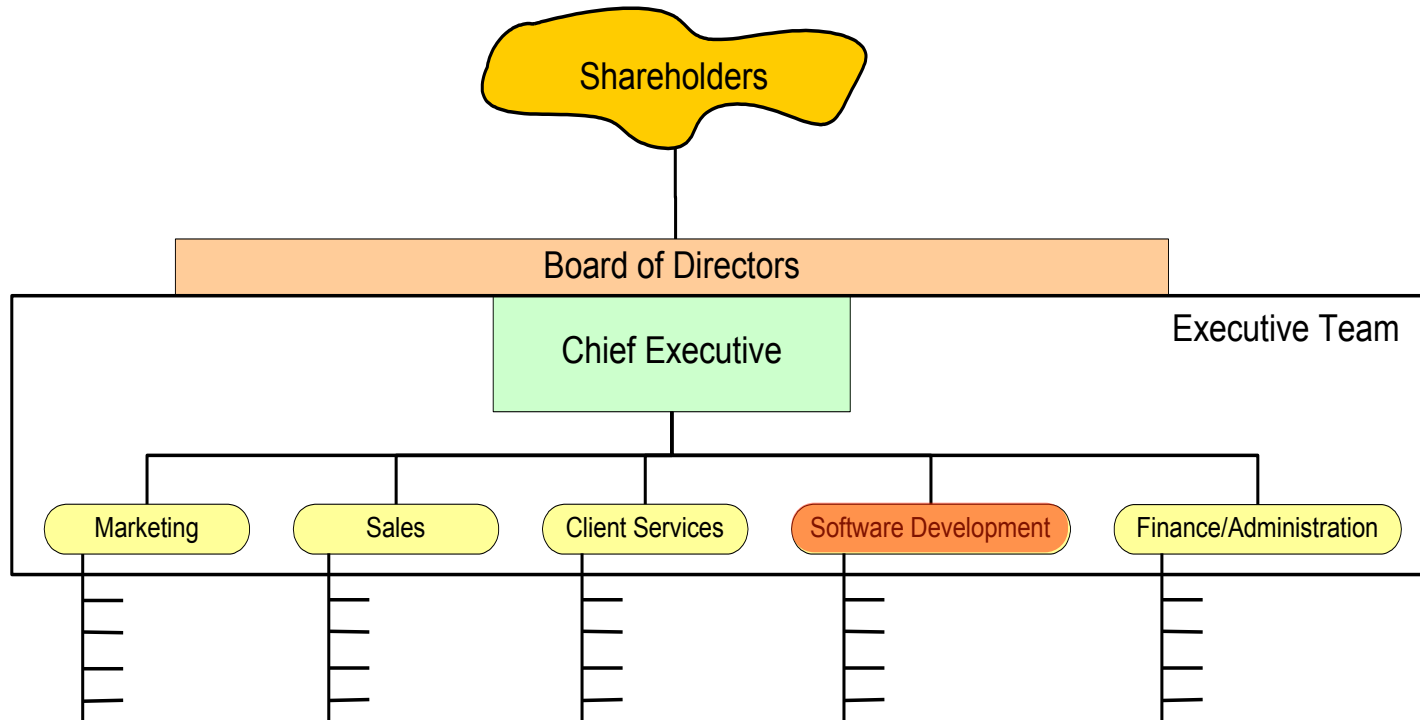 Shareholders
Board of Directors
Executive Team
Chief Executive
Marketing
Sales
Client Services
Software Development
Finance/Administration